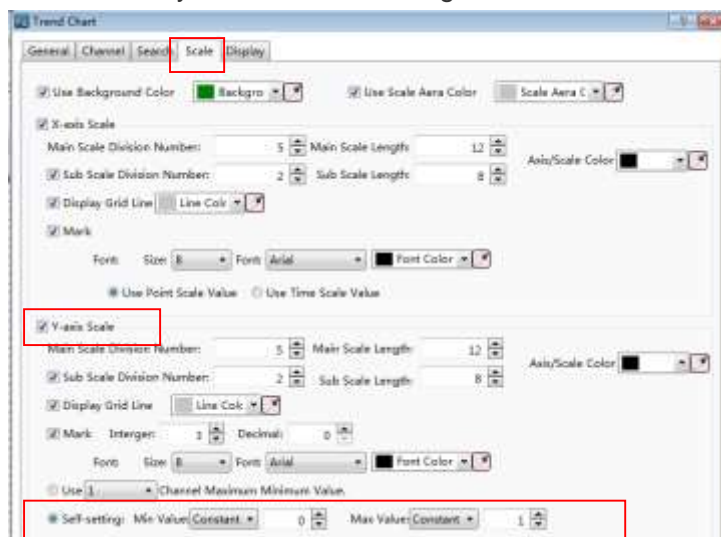 Trend Chart
General Channel Search Scale Display
Use Background Color Backgro Use Scale Aera Color Scale Aera C
X-axis Scale
Main Scale Division Number: 5 Main Scale Length: 12
Axis/Scale Color
Sub Scale Division Number: 2 Sub Scale Length: 8
Display Grid Line Line Colr
Mark
Font: Size: 8 Font: Arial Font Color
Use Point Scale Value Use Time Scale Value
Y-axis Scale
Main Scale Division Number: 5 Main Scale Length: 12
Axis/Scale Color
Sub Scale Division Number: 2 Sub Scale Length: 8
Display Grid Line Line Colr
Mark Interger: 3 Decimal: 0
Font: Size: 8 Font: Arial Font Color
Use 1 Channel Maximum Minimum Value.
Self-setting: Min Value: Constant 0 Max Value: Constant 1